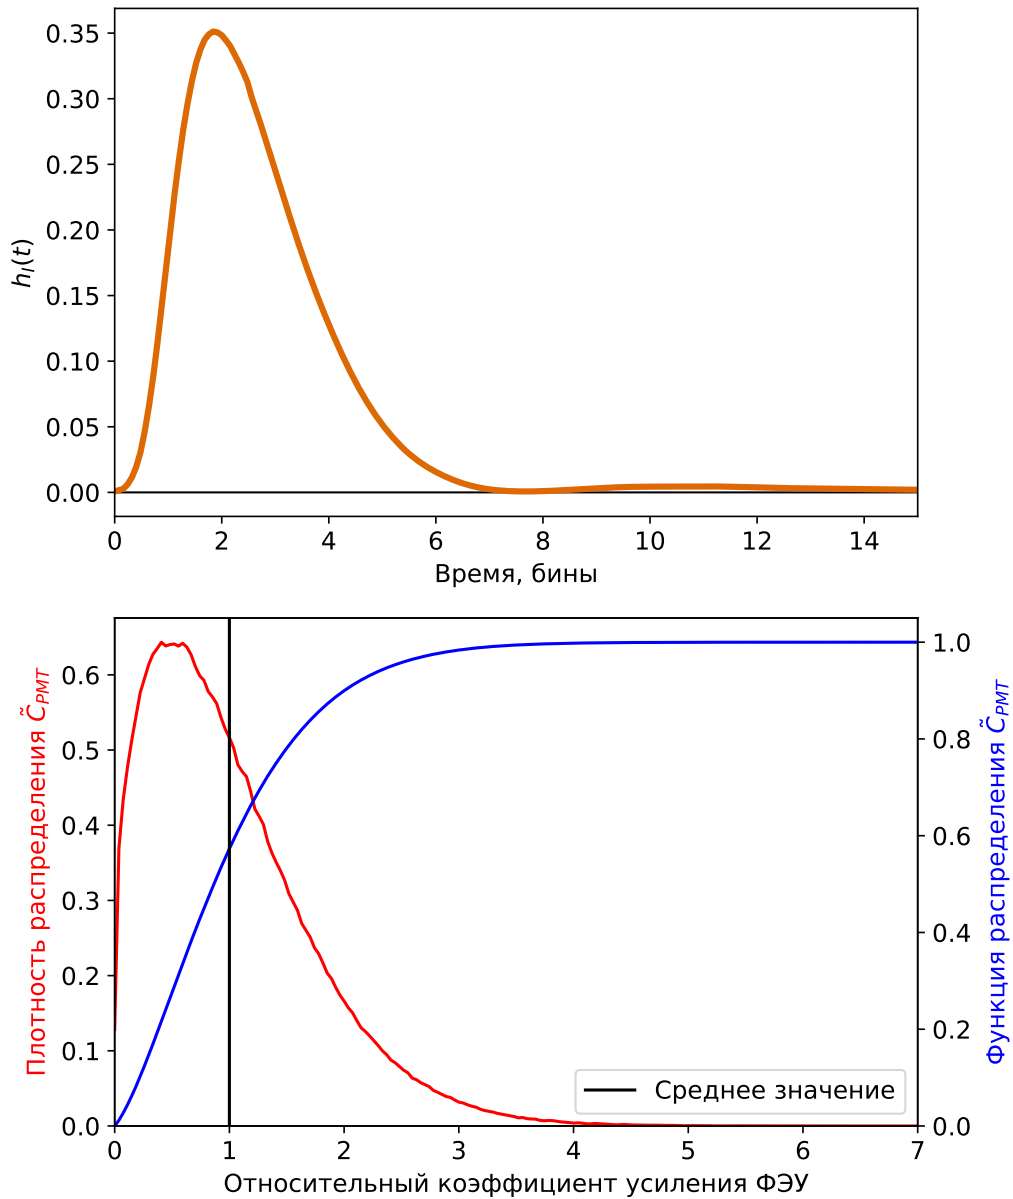 0.35
0.30
0.25
0.20
0.15
0.10
0.05
0.00
h_l(t)
0 2 4 6 8 10 12 14
Время, бины
0.6
0.5
0.4
0.3
0.2
0.1
0.0
Плотность распределения C̃_PMT
1.0
0.8
0.6
0.4
0.2
0.0
Функция распределения C̃_PMT
Среднее значение
0 1 2 3 4 5 6 7
Относительный коэффициент усиления ФЭУ